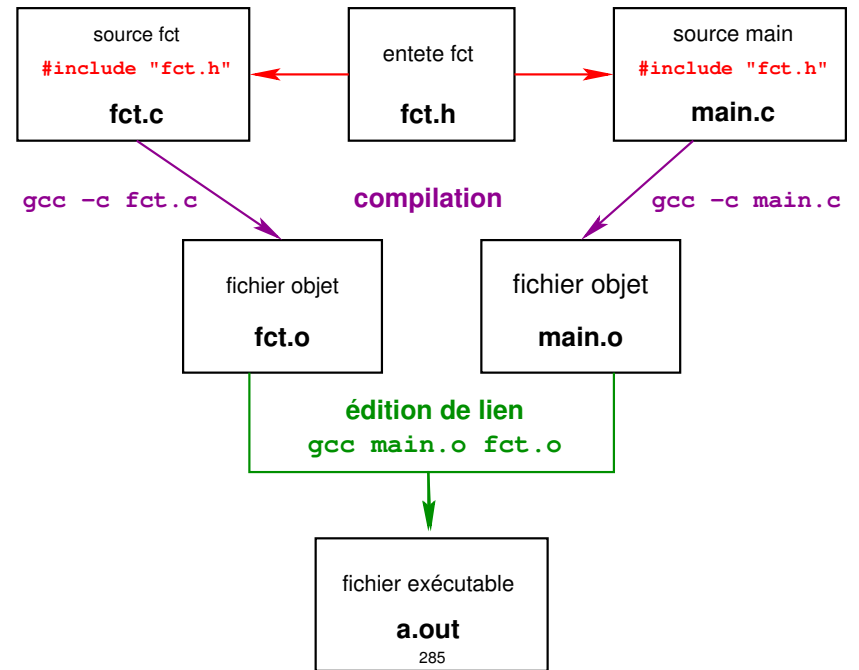 source fct
#include "fct.h"
fct.c
entete fct
fct.h
source main
#include "fct.h"
main.c
gcc −c fct.c
compilation
gcc −c main.c
fichier objet
fct.o
fichier objet
main.o
édition de lien
gcc main.o fct.o
fichier exécutable
a.out
285